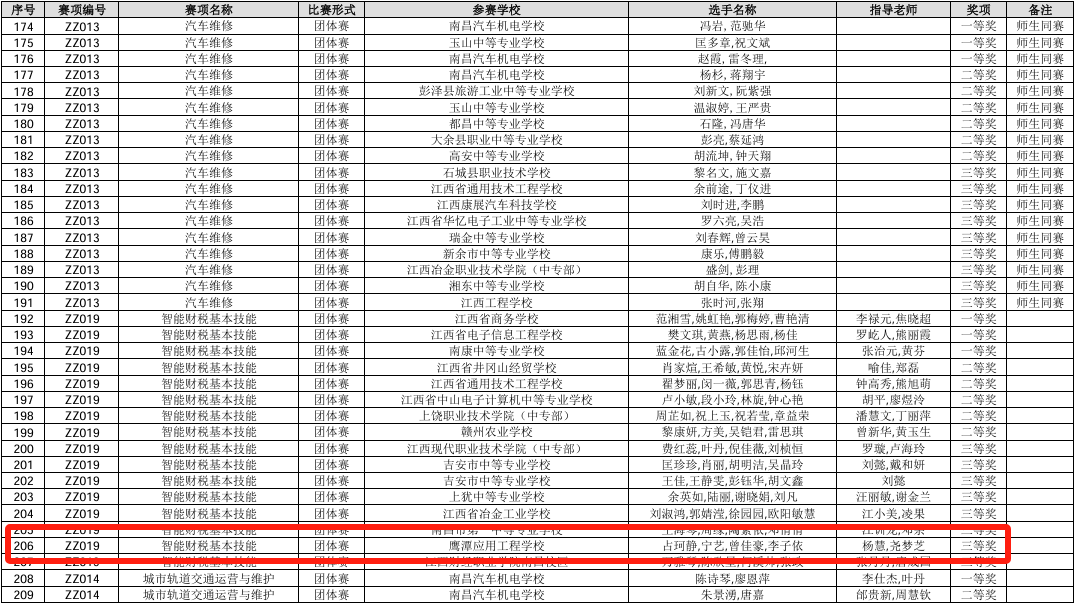 序号 赛项编号 赛项名称 比赛形式 参赛学校 选手名称 指导老师 奖项 备注
174 ZZ013 汽车维修 团体赛 南昌汽车机电学校 冯岩, 范驰华 一等奖 师生同赛
175 ZZ013 汽车维修 团体赛 玉山中等专业学校 匡多章,祝文斌 一等奖 师生同赛
176 ZZ013 汽车维修 团体赛 南昌汽车机电学校 赵霞, 雷冬理, 一等奖 师生同赛
177 ZZ013 汽车维修 团体赛 南昌汽车机电学校 杨杉, 蒋翔宇 二等奖 师生同赛
178 ZZ013 汽车维修 团体赛 彭泽县旅游工业中等专业学校 刘新文, 阮紫强 二等奖 师生同赛
179 ZZ013 汽车维修 团体赛 玉山中等专业学校 温淑婷, 王严贵 二等奖 师生同赛
180 ZZ013 汽车维修 团体赛 都昌中等专业学校 石隆, 冯唐华 二等奖 师生同赛
181 ZZ013 汽车维修 团体赛 大余县职业中等专业学校 彭亮,蔡延鸿 二等奖 师生同赛
182 ZZ013 汽车维修 团体赛 高安中等专业学校 胡流坤, 钟天翔 二等奖 师生同赛
183 ZZ013 汽车维修 团体赛 石城县职业技术学校 黎名文, 施文嘉 三等奖 师生同赛
184 ZZ013 汽车维修 团体赛 江西省通用技术工程学校 余前途, 丁仪进 三等奖 师生同赛
185 ZZ013 汽车维修 团体赛 江西康展汽车科技学校 刘时进,李鹏 三等奖 师生同赛
186 ZZ013 汽车维修 团体赛 江西省华忆电子工业中等专业学校 罗六亮,吴浩 三等奖 师生同赛
187 ZZ013 汽车维修 团体赛 瑞金中等专业学校 刘春辉,曾云昊 三等奖 师生同赛
188 ZZ013 汽车维修 团体赛 新余市中等专业学校 康乐,傅鹏毅 三等奖 师生同赛
189 ZZ013 汽车维修 团体赛 江西冶金职业技术学院（中专部） 盛剑, 彭理 三等奖 师生同赛
190 ZZ013 汽车维修 团体赛 湘东中等专业学校 胡自华, 陈小康 三等奖 师生同赛
191 ZZ013 汽车维修 团体赛 江西工程学校 张时河,张翔 三等奖 师生同赛
192 ZZ019 智能财税基本技能 团体赛 江西省商务学校 范湘雪,姚虹艳,郭梅婷,曹艳清 李禄元,焦晓超 一等奖
193 ZZ019 智能财税基本技能 团体赛 江西省电子信息工程学校 樊文琪,黄燕,杨思雨,杨佳 罗屹人,熊丽霞 一等奖
194 ZZ019 智能财税基本技能 团体赛 南康中等专业学校 蓝金花,古小露,郭佳怡,邱河生 张治元,黄芬 一等奖
195 ZZ019 智能财税基本技能 团体赛 江西省井冈山经贸学校 肖家煊,王希敏,黄悦,宋卉妍 喻佳,郑磊 二等奖
196 ZZ019 智能财税基本技能 团体赛 江西省通用技术工程学校 翟梦丽,闵一薇,郭思青,杨钰 钟高秀,熊旭萌 二等奖
197 ZZ019 智能财税基本技能 团体赛 江西省中山电子计算机中等专业学校 卢小敏,段小玲,林旋,钟心艳 胡平,廖煜泠 二等奖
198 ZZ019 智能财税基本技能 团体赛 上饶职业技术学院（中专部） 周芷如,祝上玉,祝若莹,章益荣 潘慧文,丁丽萍 二等奖
199 ZZ019 智能财税基本技能 团体赛 赣州农业学校 黎康妍,方美,吴铠君,雷思琪 曾新华,黄玉生 二等奖
200 ZZ019 智能财税基本技能 团体赛 江西现代职业技术学院（中专部） 费红蕊,叶丹,倪佳薇,刘桢恒 罗璇,卢海玲 三等奖
201 ZZ019 智能财税基本技能 团体赛 吉安市中等专业学校 匡珍珍,肖丽,胡明洁,吴晶玲 刘懿,戴和妍 三等奖
202 ZZ019 智能财税基本技能 团体赛 吉安市中等专业学校 王佳,王静雯,彭钰华,胡文鑫 刘懿 三等奖
203 ZZ019 智能财税基本技能 团体赛 上犹中等专业学校 余英如,陆丽,谢晓娟,刘凡 汪丽敏,谢金兰 三等奖
204 ZZ019 智能财税基本技能 团体赛 江西省冶金工业学校 刘淑鸿,郭婧滢,徐园园,欧阳敏慧 江小美,凌果 三等奖
205 ZZ019 智能财税基本技能 团体赛 三等奖
206 ZZ019 智能财税基本技能 团体赛 鹰潭应用工程学校 占珂静,宁艺,曾佳豪,李子依 杨慧,尧梦芝 三等奖
208 ZZ014 城市轨道交通运营与维护 团体赛 南昌汽车机电学校 陈诗琴,廖恩萍 李仕杰,叶丹 一等奖
209 ZZ014 城市轨道交通运营与维护 团体赛 南昌汽车机电学校 朱景湧,唐嘉 邰贵新,周慧钦 二等奖